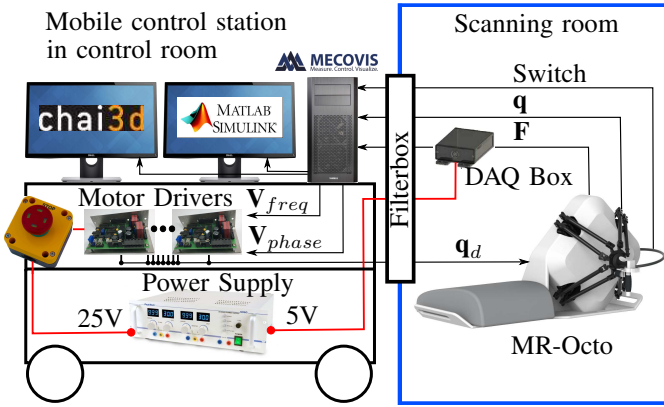 Mobile control station
in control room
MECOVIS
Measure. Control. Visualize.
Scanning room
chai3d
MATLAB
SIMULINK
Switch
q
F
DAQ Box
Filterbox
Motor Drivers
V_freq
V_phase
STOP
q_d
Power Supply
25V
5V
MR-Octo